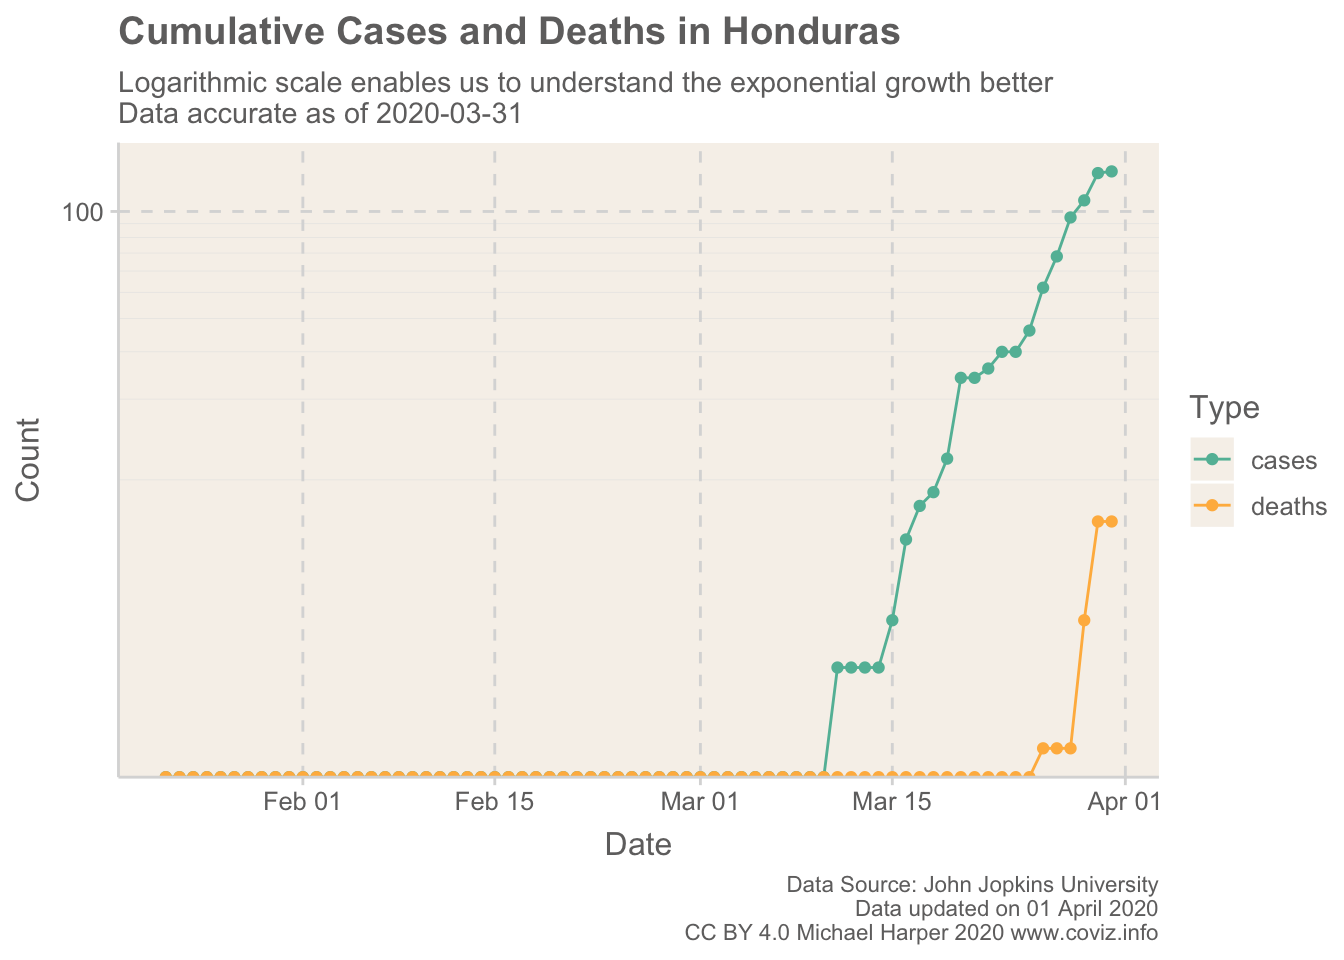 Cumulative Cases and Deaths in Honduras
Logarithmic scale enables us to understand the exponential growth better
Data accurate as of 2020-03-31
100
Count
Feb 01
Feb 15
Mar 01
Mar 15
Apr 01
Date
Type
cases
deaths
Data Source: John Jopkins University
Data updated on 01 April 2020
CC BY 4.0 Michael Harper 2020 www.coviz.info